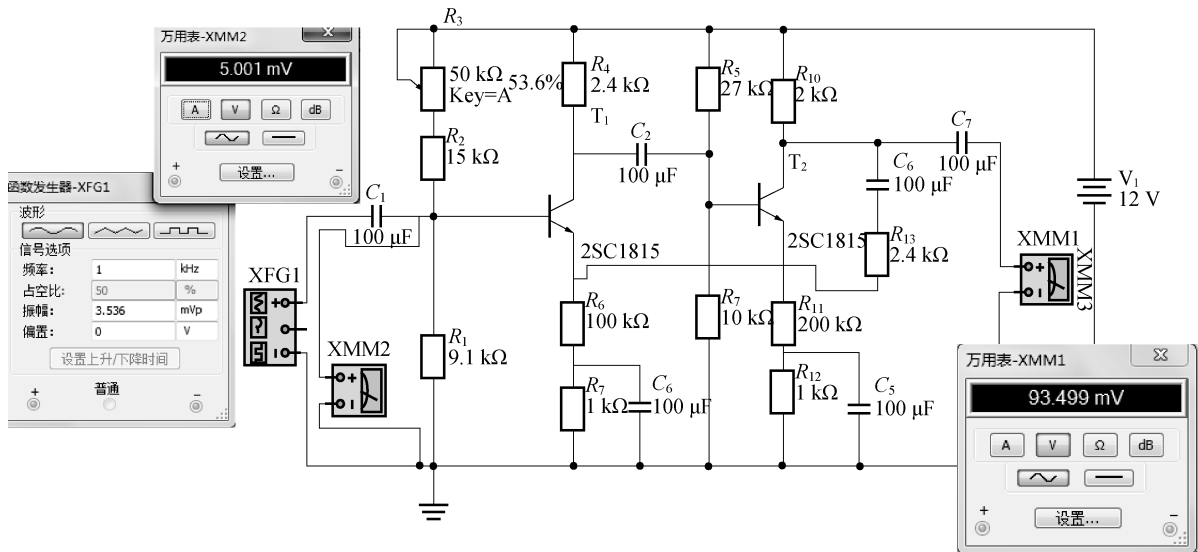 万用表-XMM2
5.001 mV
A V Ω dB
+ 设置... −
函数发生器-XFG1
波形
信号选项
频率: 1 kHz
占空比: 50 %
振幅: 3.536 mVp
偏置: 0 V
设置上升/下降时间
+ 普通 −
XFG1
XMM2
R3
50 kΩ
Key=A
53.6%
R2
15 kΩ
C1
100 μF
R1
9.1 kΩ
R4
2.4 kΩ
T1
C2
100 μF
2SC1815
R6
100 kΩ
R7
1 kΩ
C6
100 μF
R5
27 kΩ
R7
10 kΩ
R10
2 kΩ
T2
2SC1815
R11
200 kΩ
R12
1 kΩ
C5
100 μF
C6
100 μF
R13
2.4 kΩ
C7
100 μF
V1
12 V
XMM1
XMM3
万用表-XMM1
93.499 mV
A V Ω dB
+ 设置... −